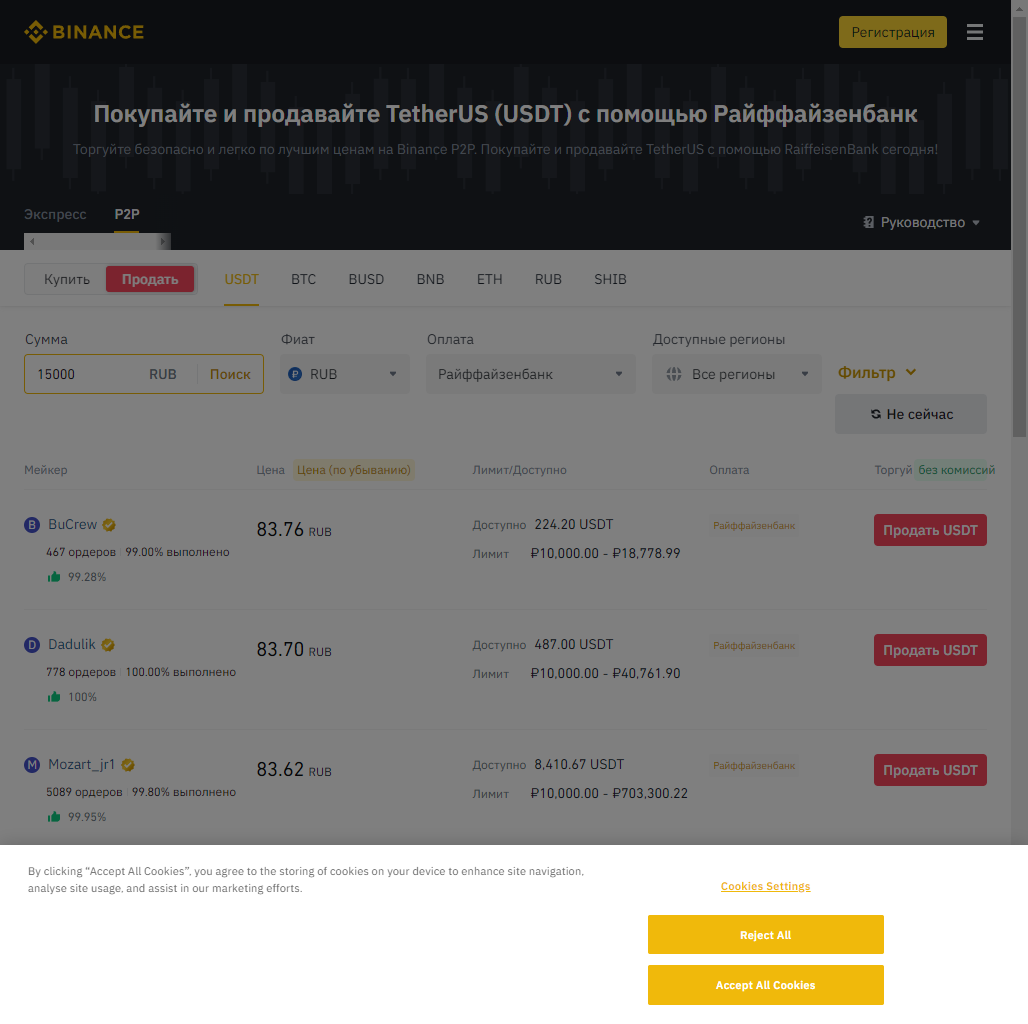 BINANCE
Регистрация
Покупайте и продавайте TetherUS (USDT) с помощью Райффайзенбанк
Торгуйте безопасно и легко по лучшим ценам на Binance P2P. Покупайте и продавайте TetherUS с помощью RaiffeisenBank сегодня!
Экспресс P2P
Руководство
Купить Продать USDT BTC BUSD BNB ETH RUB SHIB
Сумма Фиат Оплата Доступные регионы
15000 RUB Поиск RUB Райффайзенбанк Все регионы Фильтр
Не сейчас
Мейкер Цена Цена (по убыванию) Лимит/Доступно Оплата Торгуй без комиссий
B BuCrew 83.76 RUB Доступно 224.20 USDT Райффайзенбанк Продать USDT
467 ордеров 99.00% выполнено Лимит ₽10,000.00 - ₽18,778.99
99.28%
D Dadulik 83.70 RUB Доступно 487.00 USDT Райффайзенбанк Продать USDT
778 ордеров 100.00% выполнено Лимит ₽10,000.00 - ₽40,761.90
100%
M Mozart_jr1 83.62 RUB Доступно 8,410.67 USDT Райффайзенбанк Продать USDT
5089 ордеров 99.80% выполнено Лимит ₽10,000.00 - ₽703,300.22
99.95%
By clicking “Accept All Cookies”, you agree to the storing of cookies on your device to enhance site navigation,
analyse site usage, and assist in our marketing efforts.
Cookies Settings
Reject All
Accept All Cookies